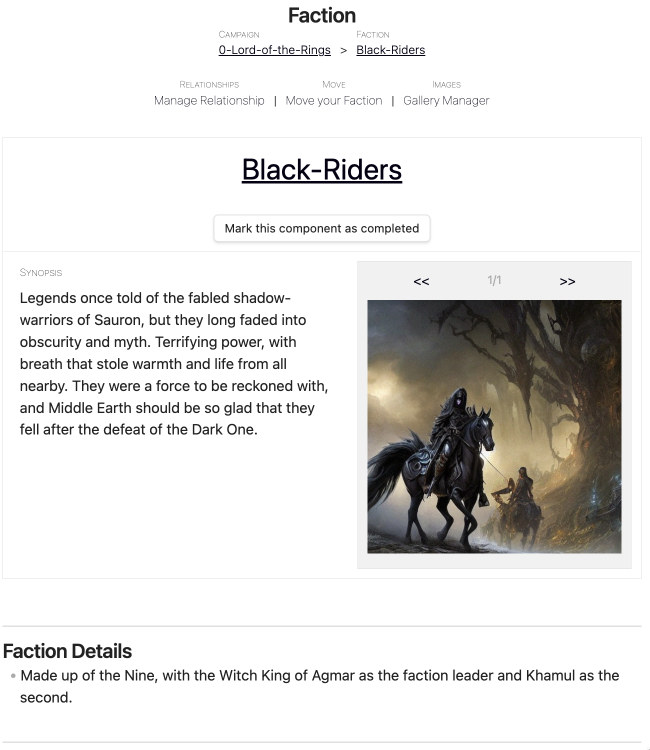 Faction
Campaign Faction
0-Lord-of-the-Rings > Black-Riders
Relationships Move Images
Manage Relationship | Move your Faction | Gallery Manager
Black-Riders
Mark this component as completed
Synopsis
Legends once told of the fabled shadow-
warriors of Sauron, but they long faded into
obscurity and myth. Terrifying power, with
breath that stole warmth and life from all
nearby. They were a force to be reckoned with,
and Middle Earth should be so glad that they
fell after the defeat of the Dark One.
<< 1/1 >>
Faction Details
Made up of the Nine, with the Witch King of Agmar as the faction leader and Khamul as the
second.